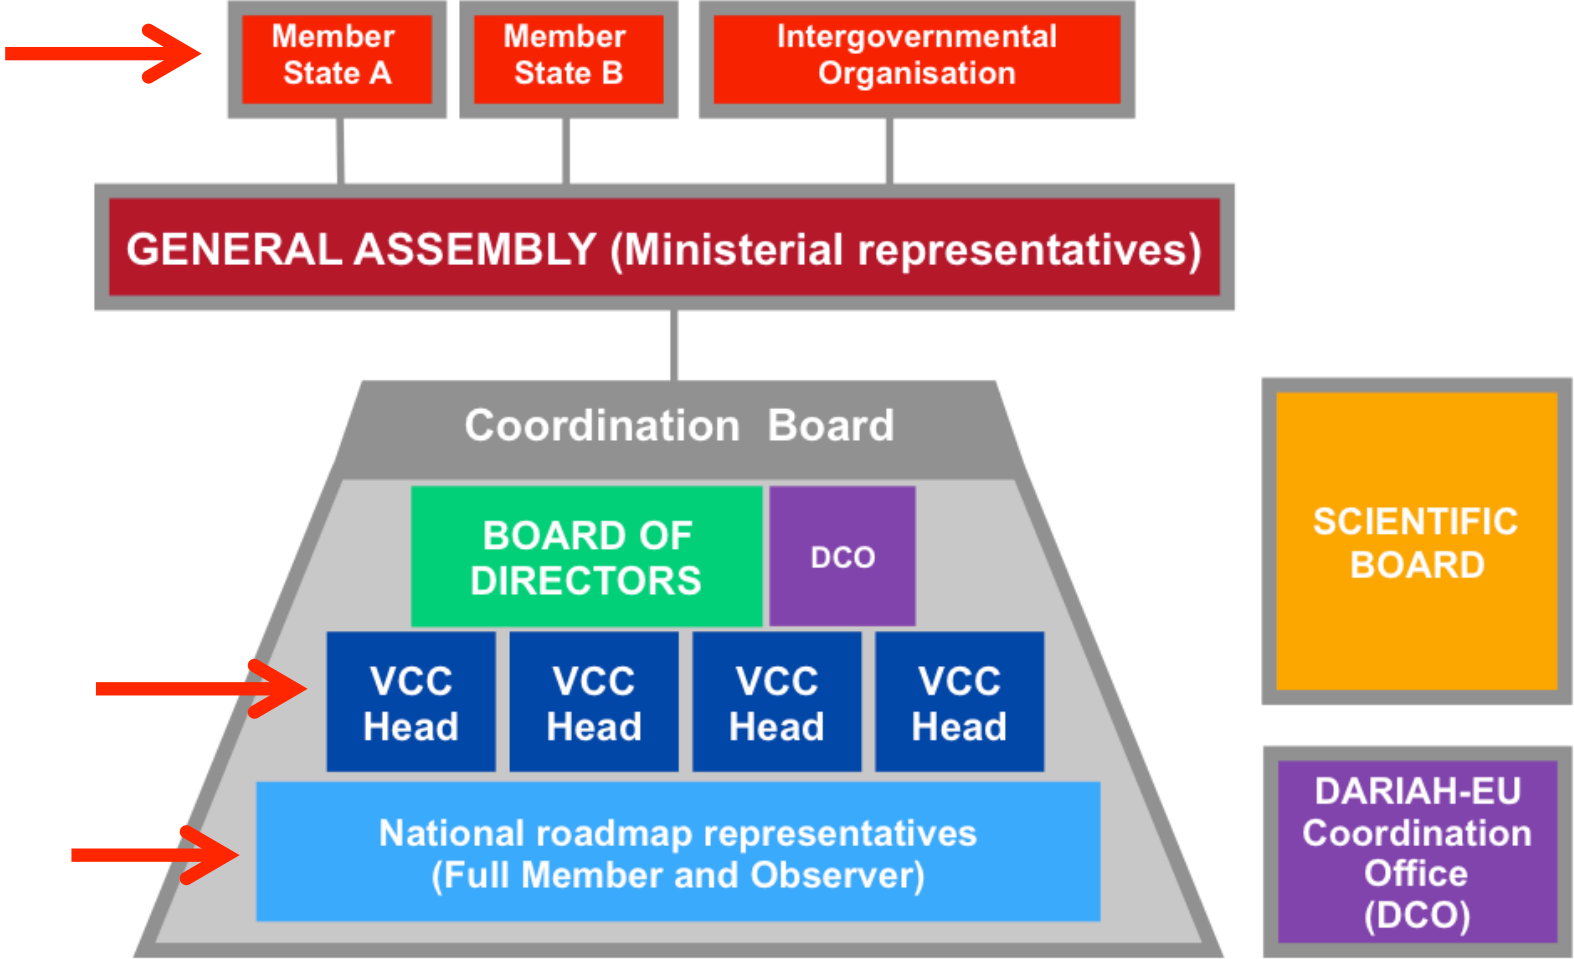 Member
State A
Member
State B
Intergovernmental
Organisation
GENERAL ASSEMBLY (Ministerial representatives)
Coordination Board
BOARD OF
DIRECTORS
DCO
VCC
Head
VCC
Head
VCC
Head
VCC
Head
National roadmap representatives
(Full Member and Observer)
SCIENTIFIC
BOARD
DARIAH-EU
Coordination
Office
(DCO)